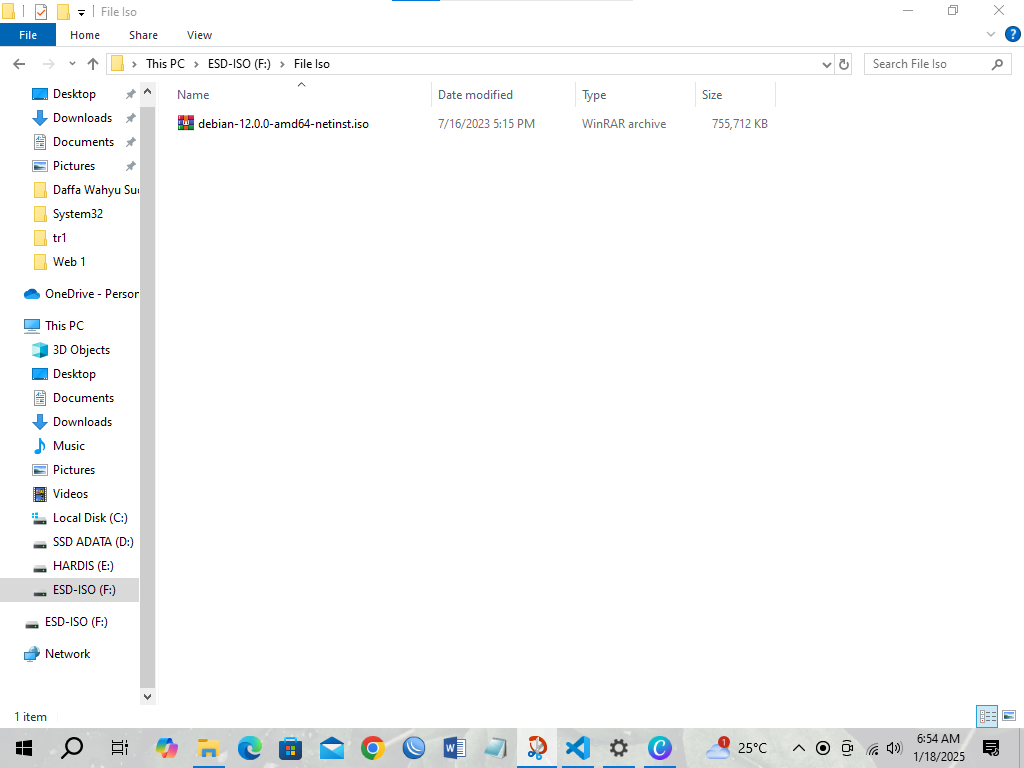 File Iso
File Home Share View
This PC ESD-ISO (F:) File Iso Search File Iso
Name Date modified Type Size
debian-12.0.0-amd64-netinst.iso 7/16/2023 5:15 PM WinRAR archive 755,712 KB
Desktop
Downloads
Documents
Pictures
Daffa Wahyu Su
System32
tr1
Web 1
OneDrive - Person
This PC
3D Objects
Desktop
Documents
Downloads
Music
Pictures
Videos
Local Disk (C:)
SSD ADATA (D:)
HARDIS (E:)
ESD-ISO (F:)
ESD-ISO (F:)
Network
1 item
1 25°C 6:54 AM
1/18/2025